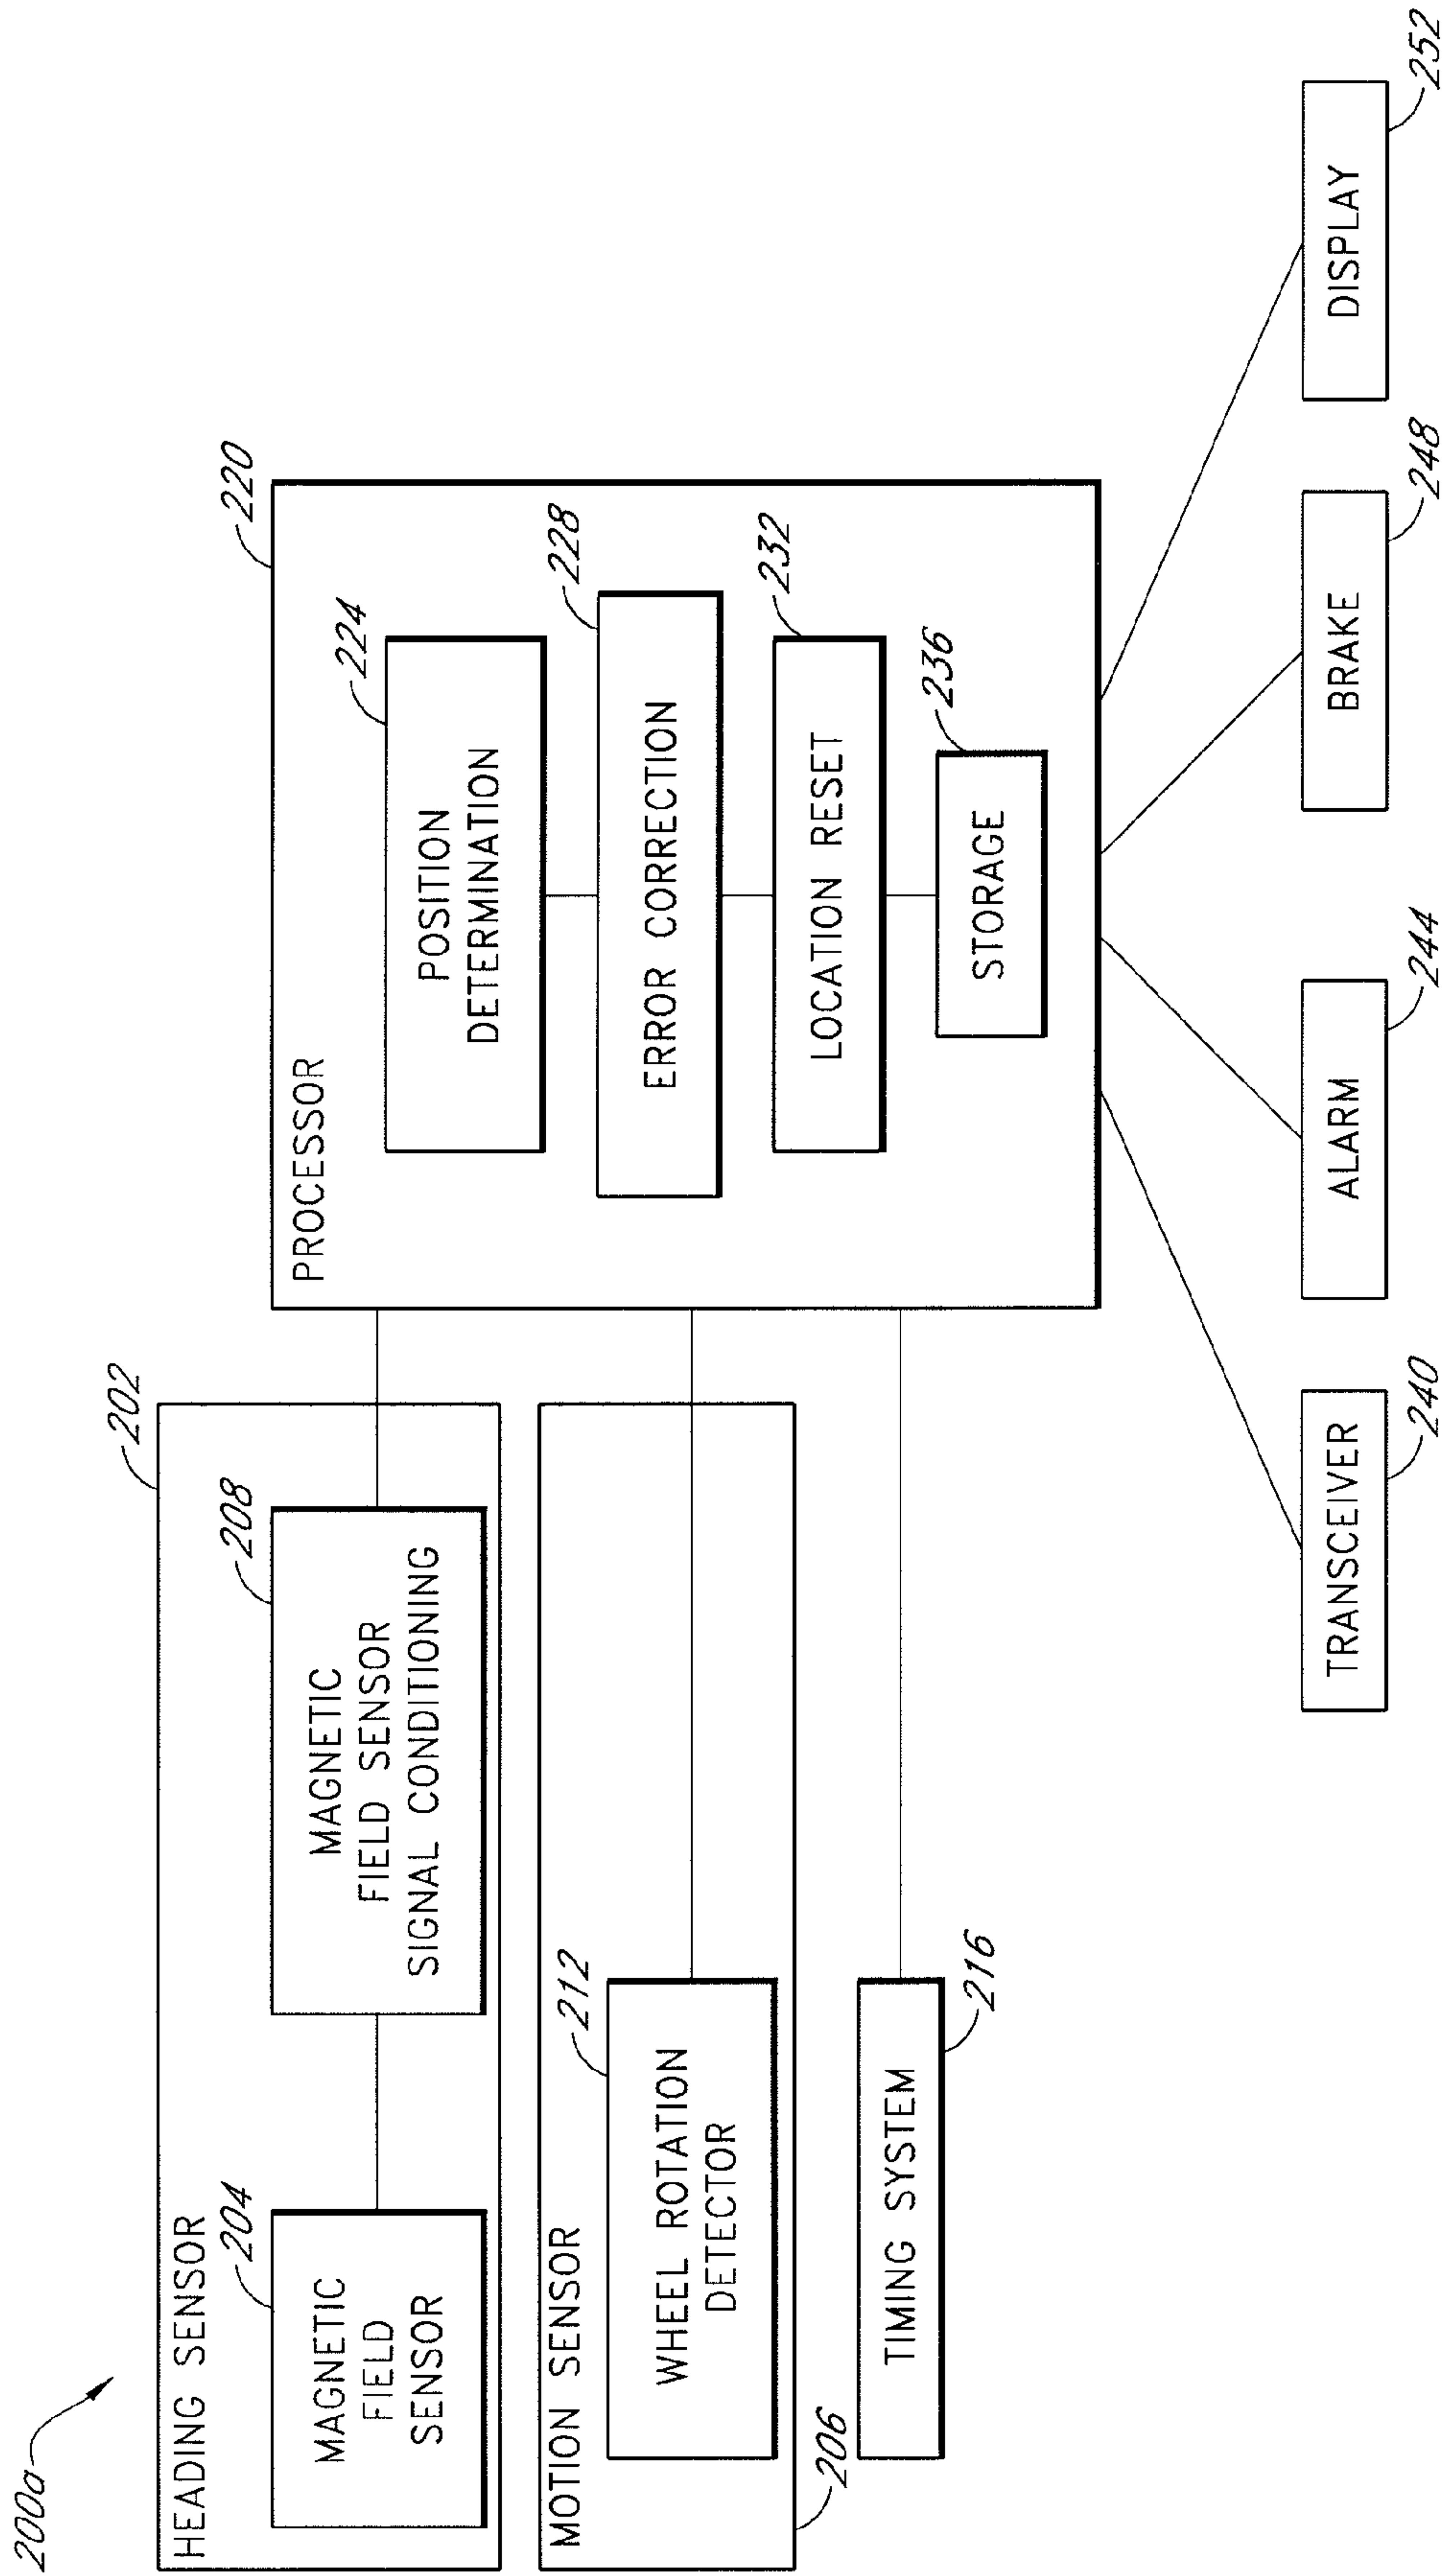 200a
HEADING SENSOR
202
204
MAGNETIC
FIELD
SENSOR
208
MAGNETIC
FIELD SENSOR
SIGNAL CONDITIONING
MOTION SENSOR
206
212
WHEEL ROTATION
DETECTOR
TIMING SYSTEM
216
PROCESSOR
220
224
POSITION
DETERMINATION
228
ERROR CORRECTION
232
LOCATION RESET
236
STORAGE
TRANSCEIVER
240
ALARM
244
BRAKE
248
DISPLAY
252